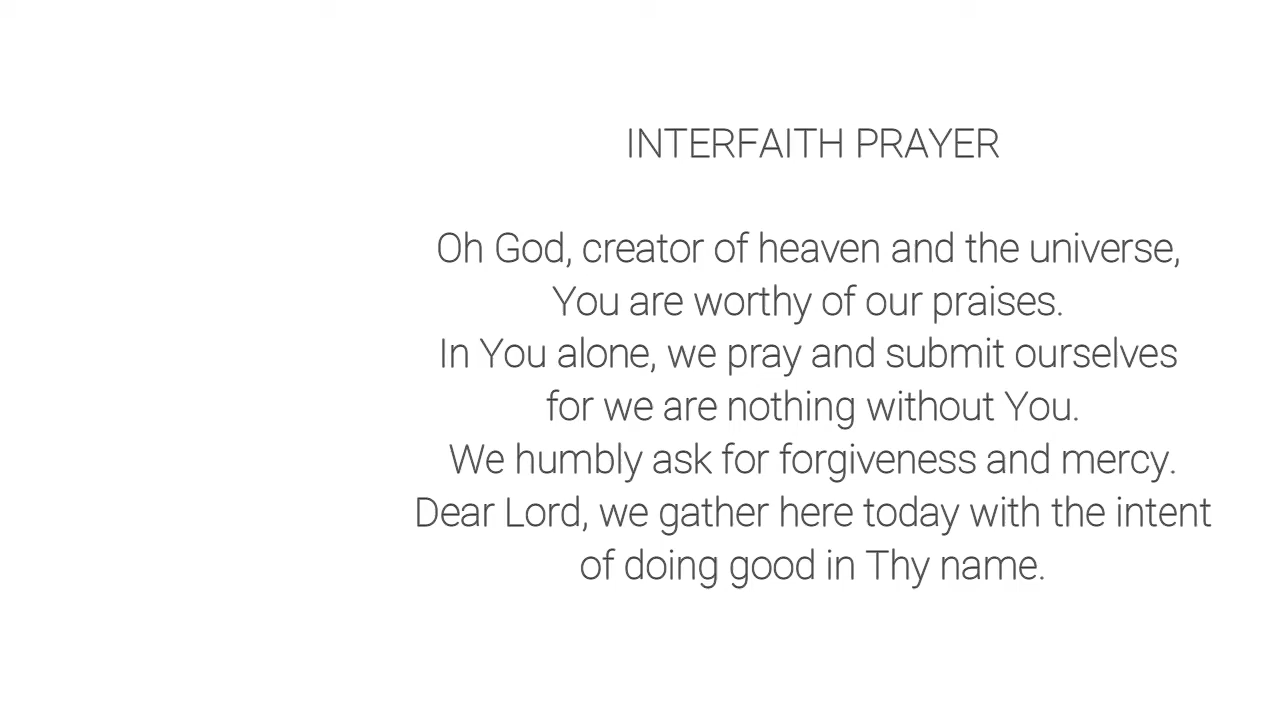 INTERFAITH PRAYER
Oh God, creator of heaven and the universe,
You are worthy of our praises.
In You alone, we pray and submit ourselves
for we are nothing without You.
We humbly ask for forgiveness and mercy.
Dear Lord, we gather here today with the intent
of doing good in Thy name.